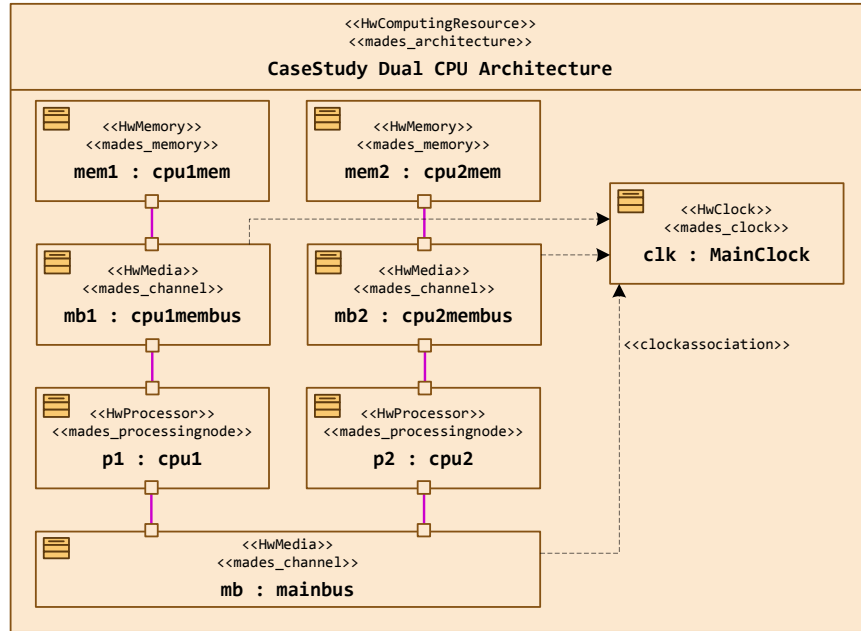 <<HwComputingResource>>
<<mades_architecture>>
CaseStudy Dual CPU Architecture
<<HwMemory>>
<<mades_memory>>
mem1 : cpu1mem
<<HwMemory>>
<<mades_memory>>
mem2 : cpu2mem
<<HwClock>>
<<mades_clock>>
clk : MainClock
<<HwMedia>>
<<mades_channel>>
mb1 : cpu1membus
<<HwMedia>>
<<mades_channel>>
mb2 : cpu2membus
<<clockassociation>>
<<HwProcessor>>
<<mades_processingnode>>
p1 : cpu1
<<HwProcessor>>
<<mades_processingnode>>
p2 : cpu2
<<HwMedia>>
<<mades_channel>>
mb : mainbus